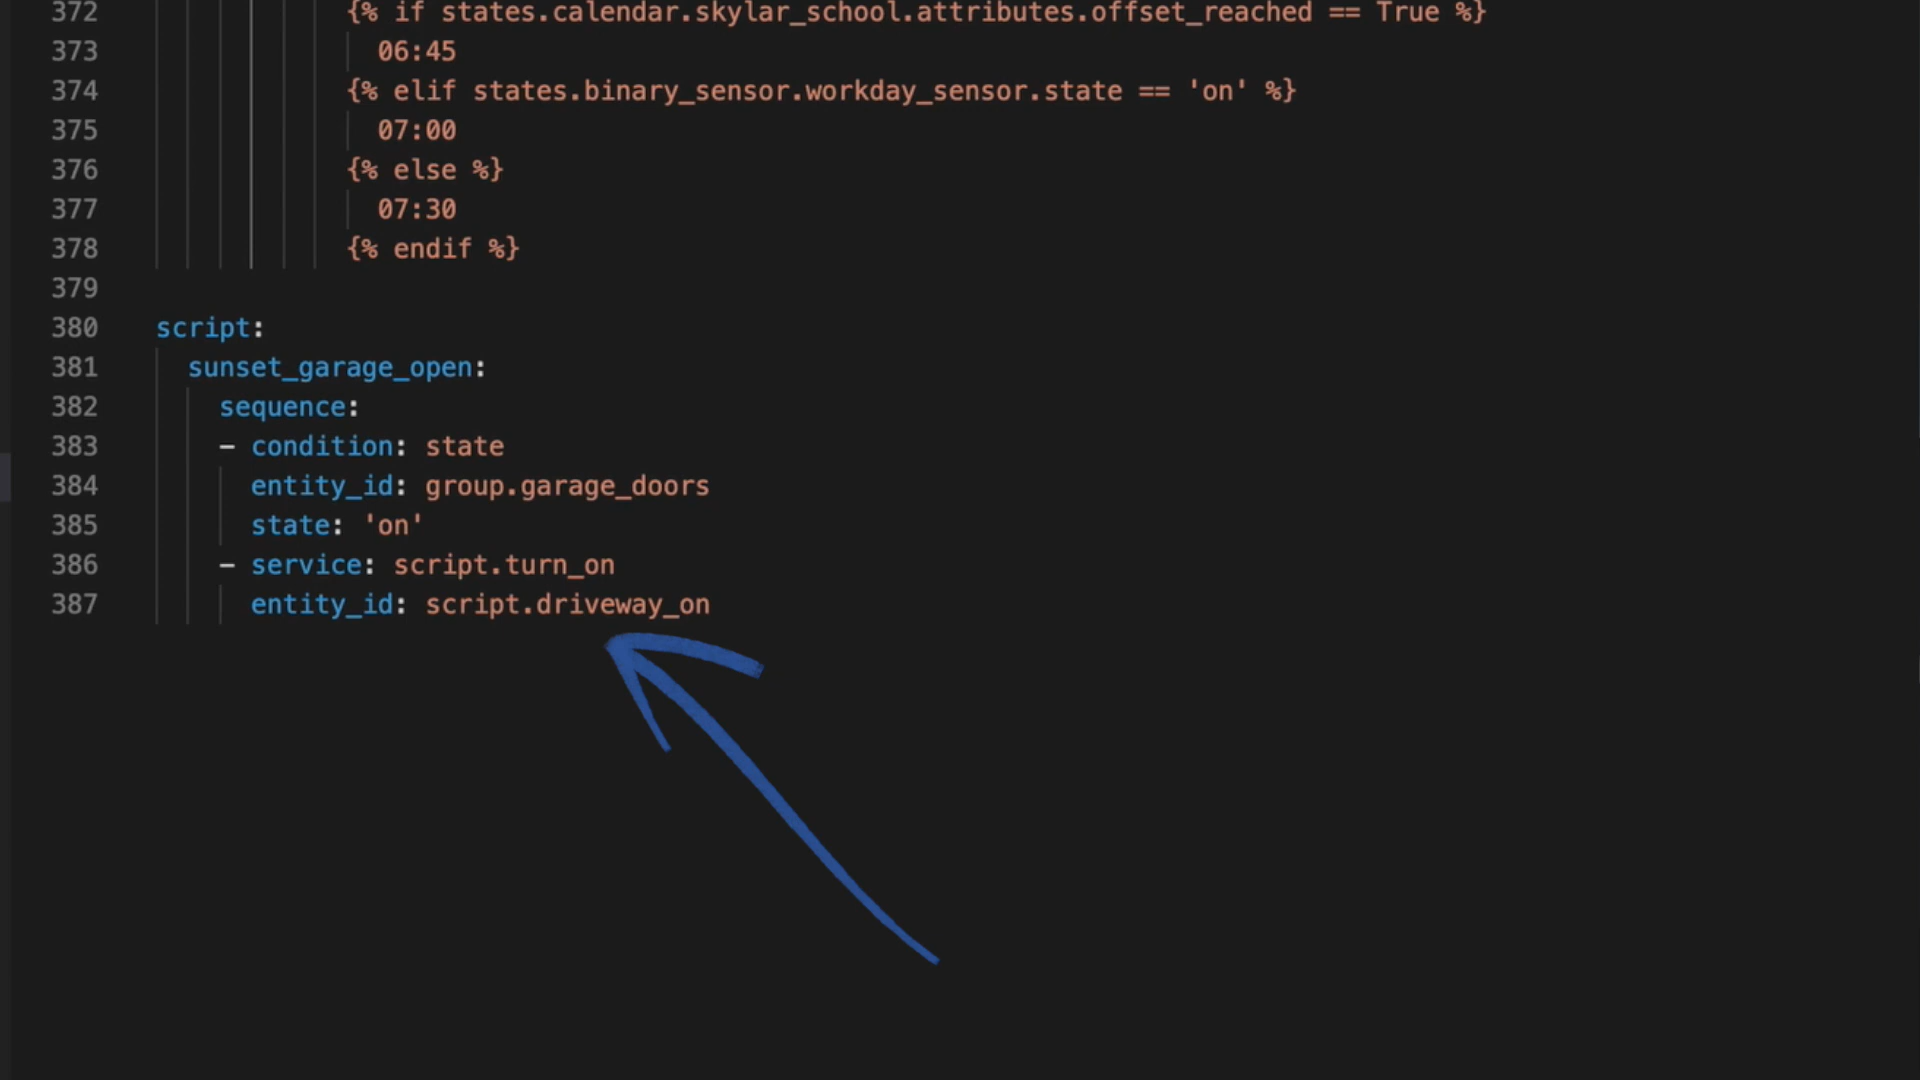 372 {% if states.calendar.skylar_school.attributes.offset_reached == True %}
373 06:45
374 {% elif states.binary_sensor.workday_sensor.state == 'on' %}
375 07:00
376 {% else %}
377 07:30
378 {% endif %}
379
380 script:
381 sunset_garage_open:
382 sequence:
383 - condition: state
384 entity_id: group.garage_doors
385 state: 'on'
386 - service: script.turn_on
387 entity_id: script.driveway_on